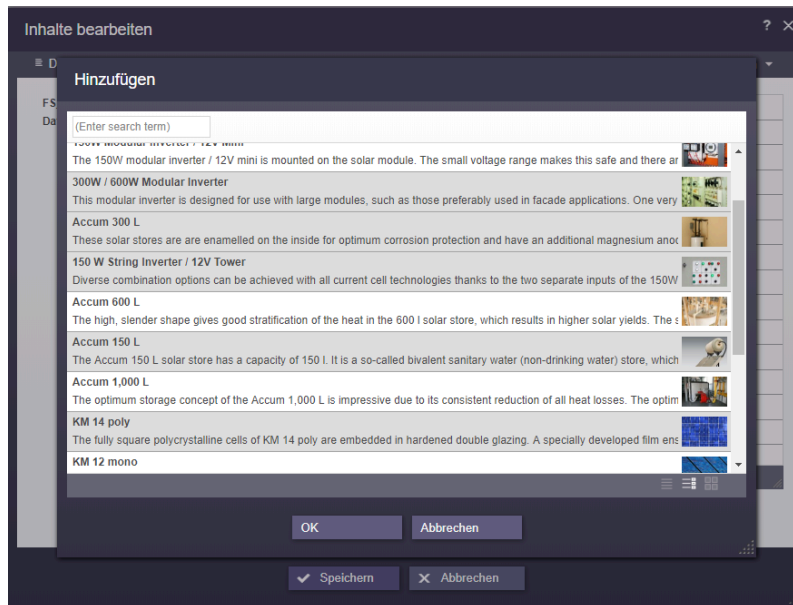 Inhalte bearbeiten
?
D
Hinzufügen
FS
Da
(Enter search term)
150W Modular Inverter / 12V Mini
The 150W modular inverter / 12V mini is mounted on the solar module. The small voltage range makes this safe and there ar
300W / 600W Modular Inverter
This modular inverter is designed for use with large modules, such as those preferably used in facade applications. One very
Accum 300 L
These solar stores are are enamelled on the inside for optimum corrosion protection and have an additional magnesium anod
150 W String Inverter / 12V Tower
Diverse combination options can be achieved with all current cell technologies thanks to the two separate inputs of the 150W
Accum 600 L
The high, slender shape gives good stratification of the heat in the 600 l solar store, which results in higher solar yields. The s
Accum 150 L
The Accum 150 L solar store has a capacity of 150 l. It is a so-called bivalent sanitary water (non-drinking water) store, which
Accum 1,000 L
The optimum storage concept of the Accum 1,000 L is impressive due to its consistent reduction of all heat losses. The optim
KM 14 poly
The fully square polycrystalline cells of KM 14 poly are embedded in hardened double glazing. A specially developed film ens
KM 12 mono
OK Abbrechen
Speichern Abbrechen